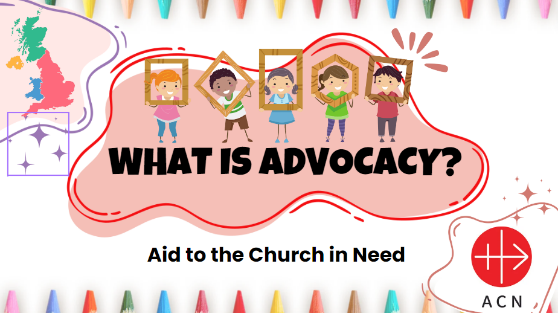 WHAT IS ADVOCACY?
Aid to the Church in Need
ACN